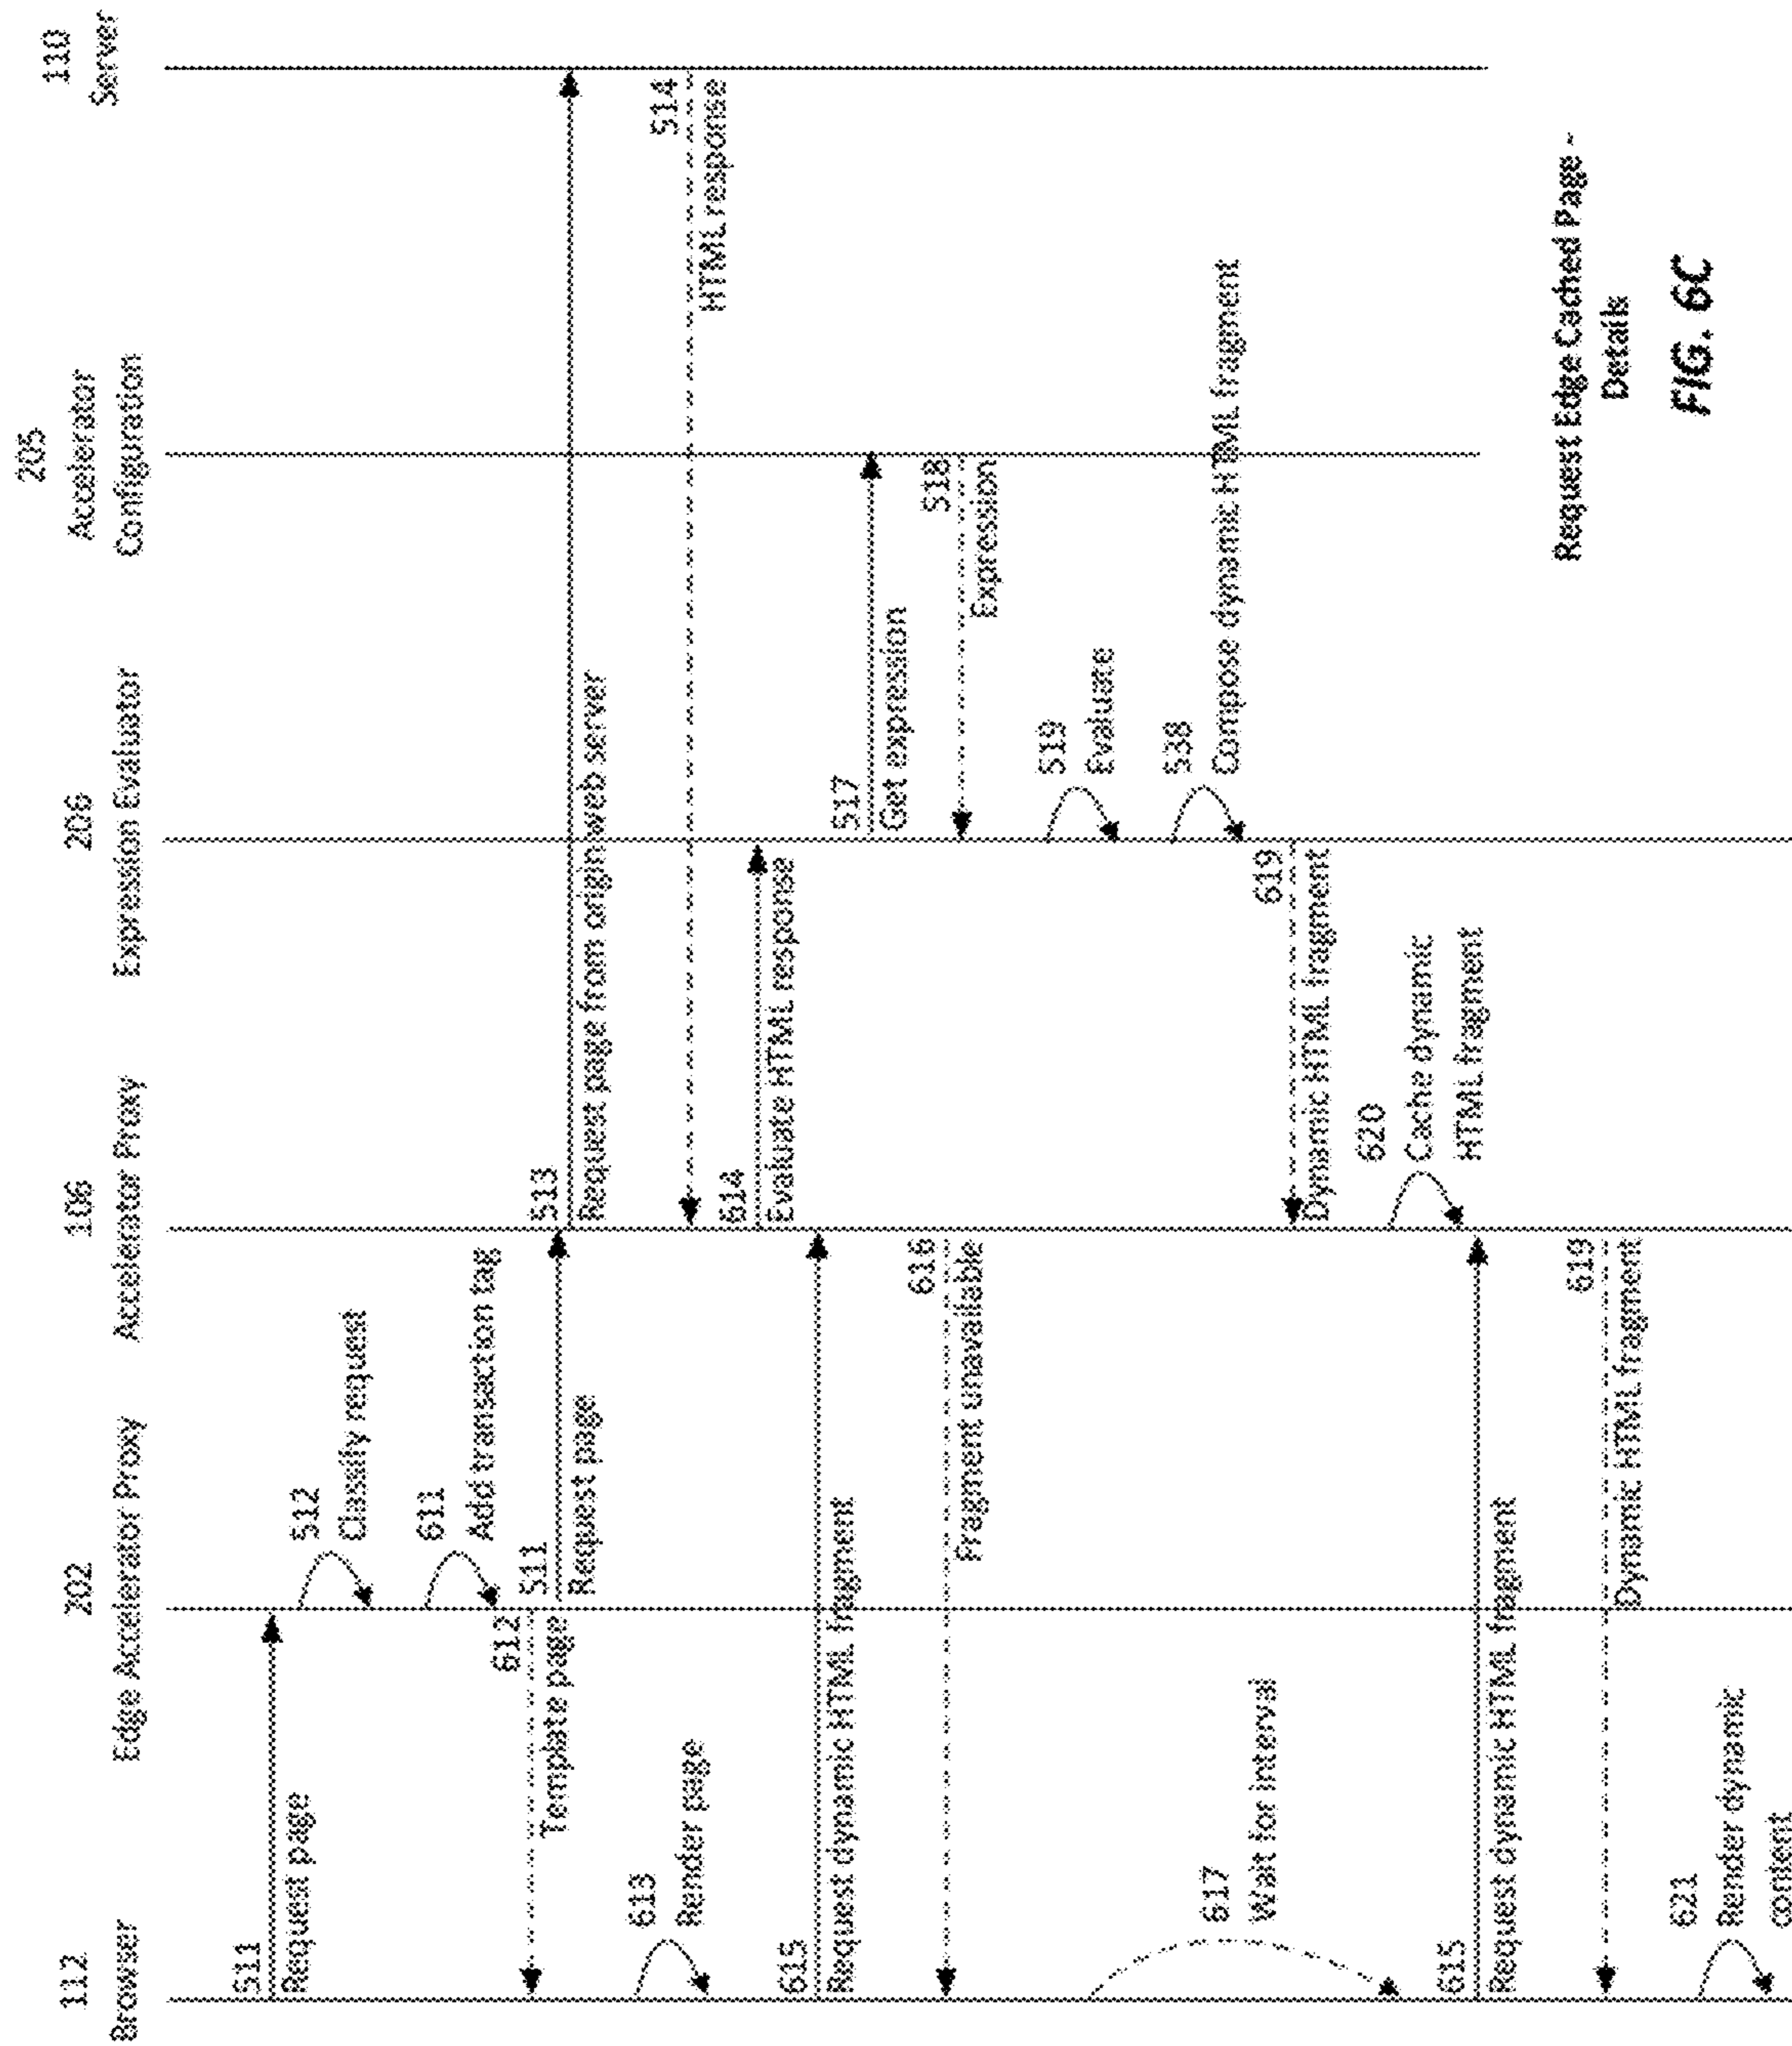 112
Browser
202
Edge Accelerator Proxy
106
Accelerator Proxy
206
Expression Evaluator
205
Accelerator
Configuration
110
Server
511
Request page
512
Classify request
611
Add transaction tag
612
Template page
511
Request page
513
Request page from origin web server
613
Render page
514
HTML response
614
Evaluate HTML response
615
Request dynamic HTML fragment
517
Get expression
616
Fragment unavailable
518
Expression
519
Evaluate
538
Compose dynamic HTML fragment
617
Wait for interval
619
Dynamic HTML fragment
620
Cache dynamic
HTML fragment
615
Request dynamic HTML fragment
619
Dynamic HTML fragment
621
Render dynamic
content
Request Edge Cached Page -
Details
FIG. 6C